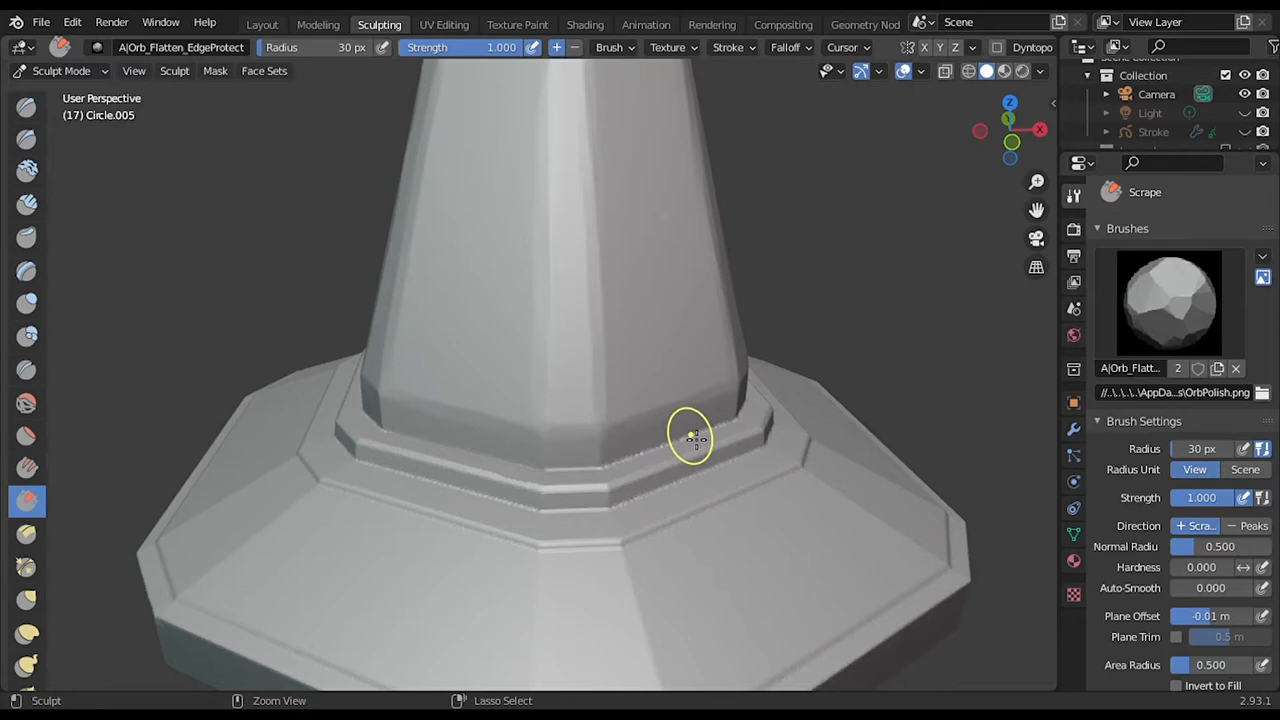 File Edit Render Window Help Layout Modeling Sculpting UV Editing Texture Paint Shading Animation Rendering Compositing Geometry Nod Scene View Layer
A|Orb_Flatten_EdgeProtect Radius 30 px Strength 1.000 Brush Texture Stroke Falloff Cursor X Y Z Dyntopo
Sculpt Mode View Sculpt Mask Face Sets
User Perspective
(17) Circle.005
Z
X
Collection
Camera
Light
Stroke
Scrape
Brushes
A|Orb_Flatt... 2
//..\..\..\..\AppDa...s\OrbPolish.png
Brush Settings
Radius 30 px
Radius Unit View Scene
Strength 1.000
Direction + Scra... − Peaks
Normal Radiu 0.500
Hardness 0.000
Auto-Smooth 0.000
Plane Offset -0.01 m
Plane Trim 0.5 m
Area Radius 0.500
Invert to Fill
Sculpt Zoom View Lasso Select 2.93.1